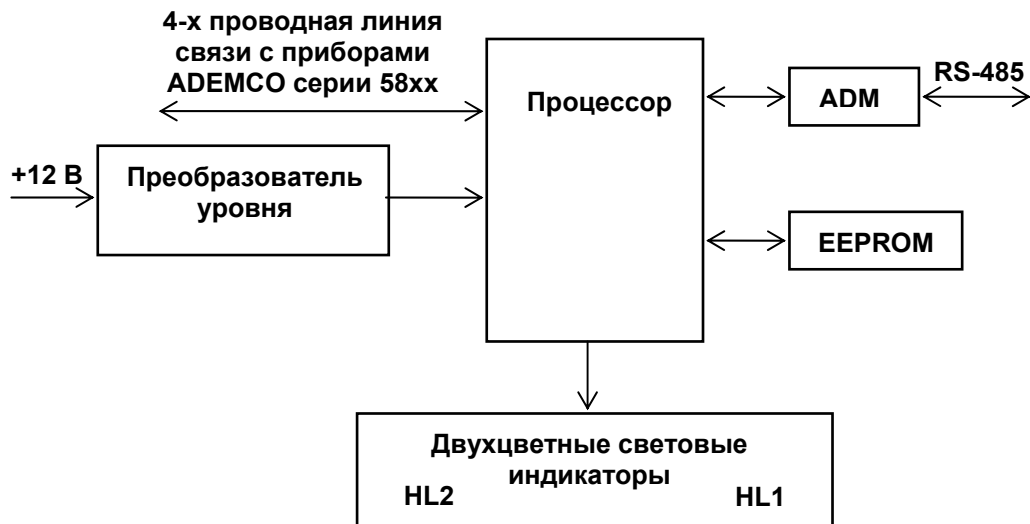 4-х проводная линия
связи с приборами
ADEMCO серии 58хх
Процессор
ADM
RS-485
+12 В
Преобразователь
уровня
EEPROM
Двухцветные световые
индикаторы
HL2
HL1